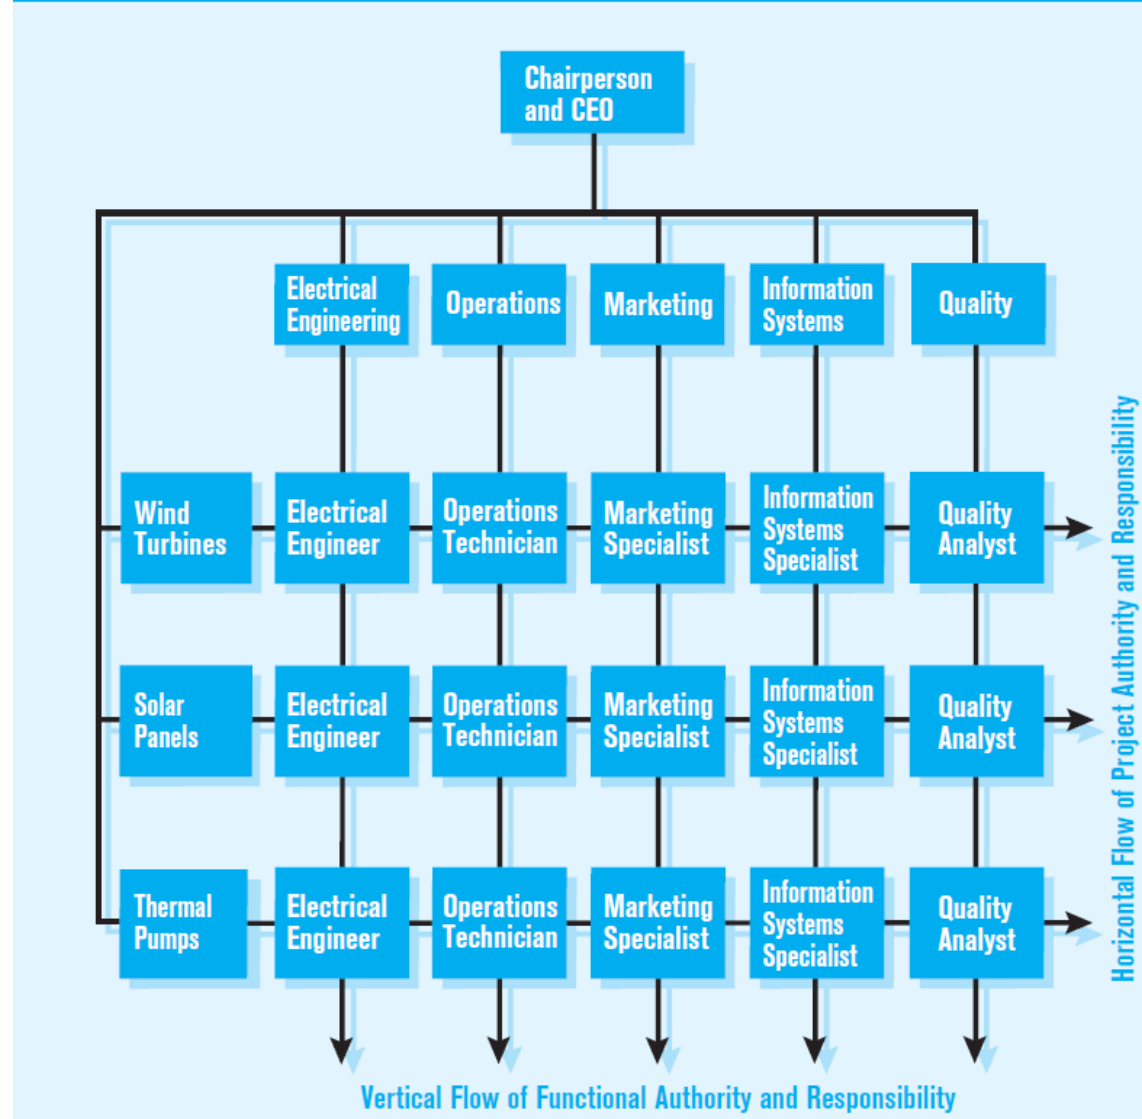 Chairperson
and CEO
Electrical
Engineering
Operations
Marketing
Information
Systems
Quality
Wind
Turbines
Electrical
Engineer
Operations
Technician
Marketing
Specialist
Information
Systems
Specialist
Quality
Analyst
Solar
Panels
Electrical
Engineer
Operations
Technician
Marketing
Specialist
Information
Systems
Specialist
Quality
Analyst
Thermal
Pumps
Electrical
Engineer
Operations
Technician
Marketing
Specialist
Information
Systems
Specialist
Quality
Analyst
Horizontal Flow of Project Authority and Responsibility
Vertical Flow of Functional Authority and Responsibility